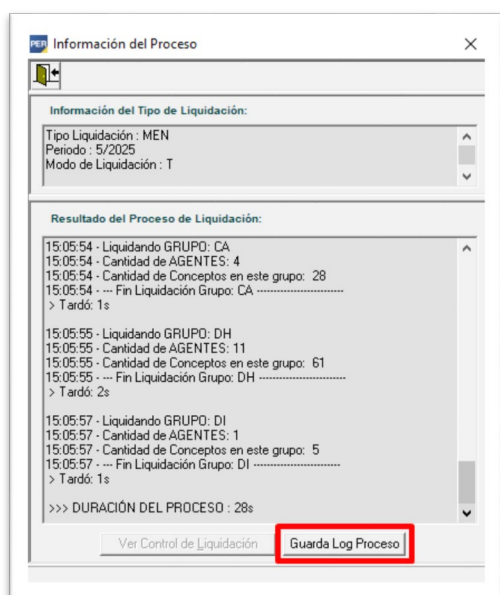 PER Información del Proceso
Información del Tipo de Liquidación:
Tipo Liquidación : MEN
Periodo : 5/2025
Modo de Liquidación : T
Resultado del Proceso de Liquidación:
15:05:54 - Liquidando GRUPO: CA
15:05:54 - Cantidad de AGENTES: 4
15:05:54 - Cantidad de Conceptos en este grupo:  28
15:05:54 - --- Fin Liquidación Grupo: CA --------------------------
> Tardó: 1s
15:05:55 - Liquidando GRUPO: DH
15:05:55 - Cantidad de AGENTES: 11
15:05:55 - Cantidad de Conceptos en este grupo:  61
15:05:55 - --- Fin Liquidación Grupo: DH --------------------------
> Tardó: 2s
15:05:57 - Liquidando GRUPO: DI
15:05:57 - Cantidad de AGENTES: 1
15:05:57 - Cantidad de Conceptos en este grupo:  5
15:05:57 - --- Fin Liquidación Grupo: DI --------------------------
> Tardó: 1s
>>> DURACIÓN DEL PROCESO : 28s
Ver Control de Liquidación Guarda Log Proceso